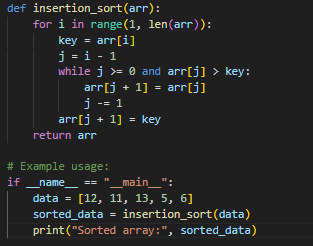 def insertion_sort(arr):
    for i in range(1, len(arr)):
        key = arr[i]
        j = i - 1
        while j >= 0 and arr[j] > key:
            arr[j + 1] = arr[j]
            j -= 1
        arr[j + 1] = key
    return arr

# Example usage:
if __name__ == "__main__":
    data = [12, 11, 13, 5, 6]
    sorted_data = insertion_sort(data)
    print("Sorted array:", sorted_data)